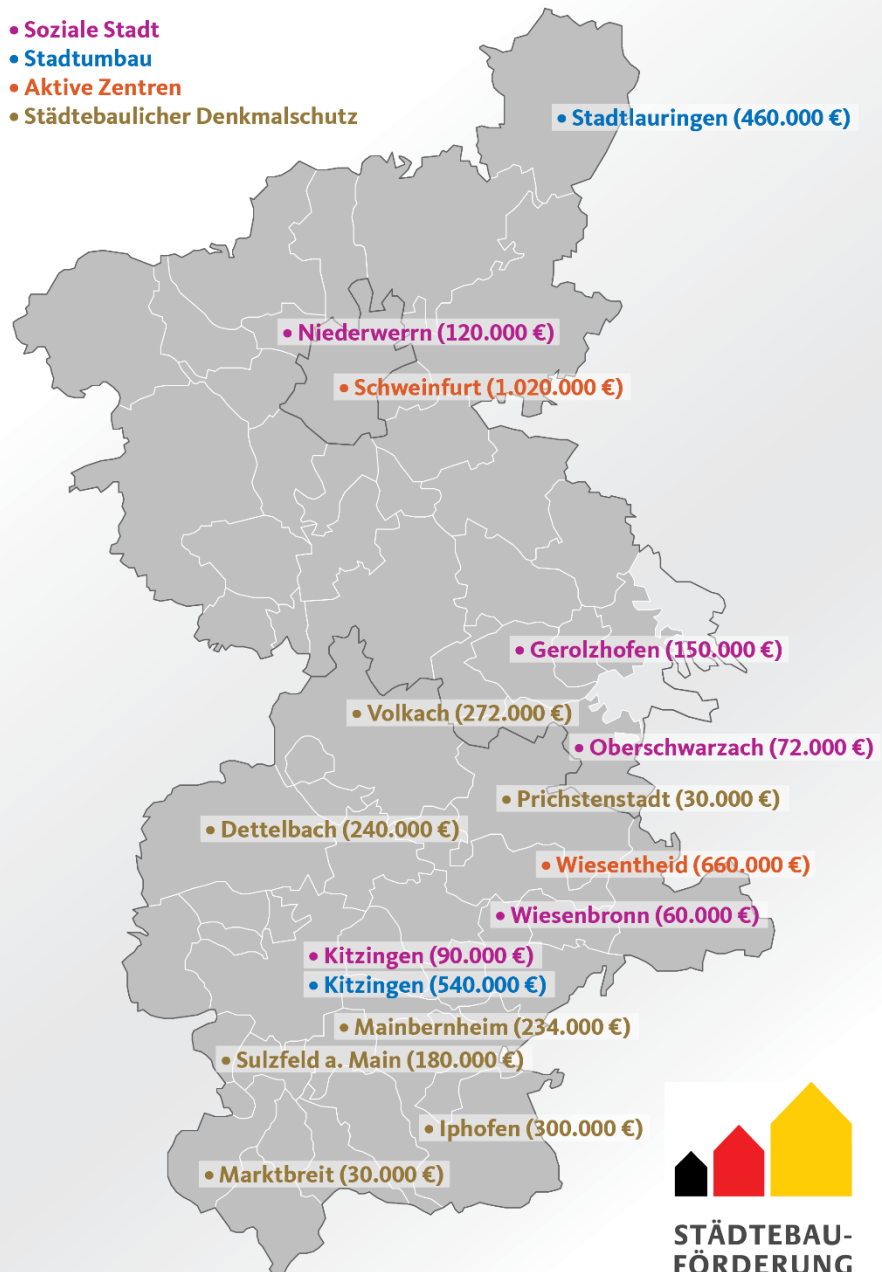 • Soziale Stadt
• Stadtumbau
• Aktive Zentren
• Städtebaulicher Denkmalschutz
• Stadtlauringen (460.000 €)
• Niederwerrn (120.000 €)
• Schweinfurt (1.020.000 €)
• Gerolzhofen (150.000 €)
• Volkach (272.000 €)
• Oberschwarzach (72.000 €)
• Prichstenstadt (30.000 €)
• Dettelbach (240.000 €)
• Wiesentheid (660.000 €)
• Wiesenbronn (60.000 €)
• Kitzingen (90.000 €)
• Kitzingen (540.000 €)
• Mainbernheim (234.000 €)
• Sulzfeld a. Main (180.000 €)
• Iphofen (300.000 €)
• Marktbreit (30.000 €)
STÄDTEBAU-
FÖRDERUNG